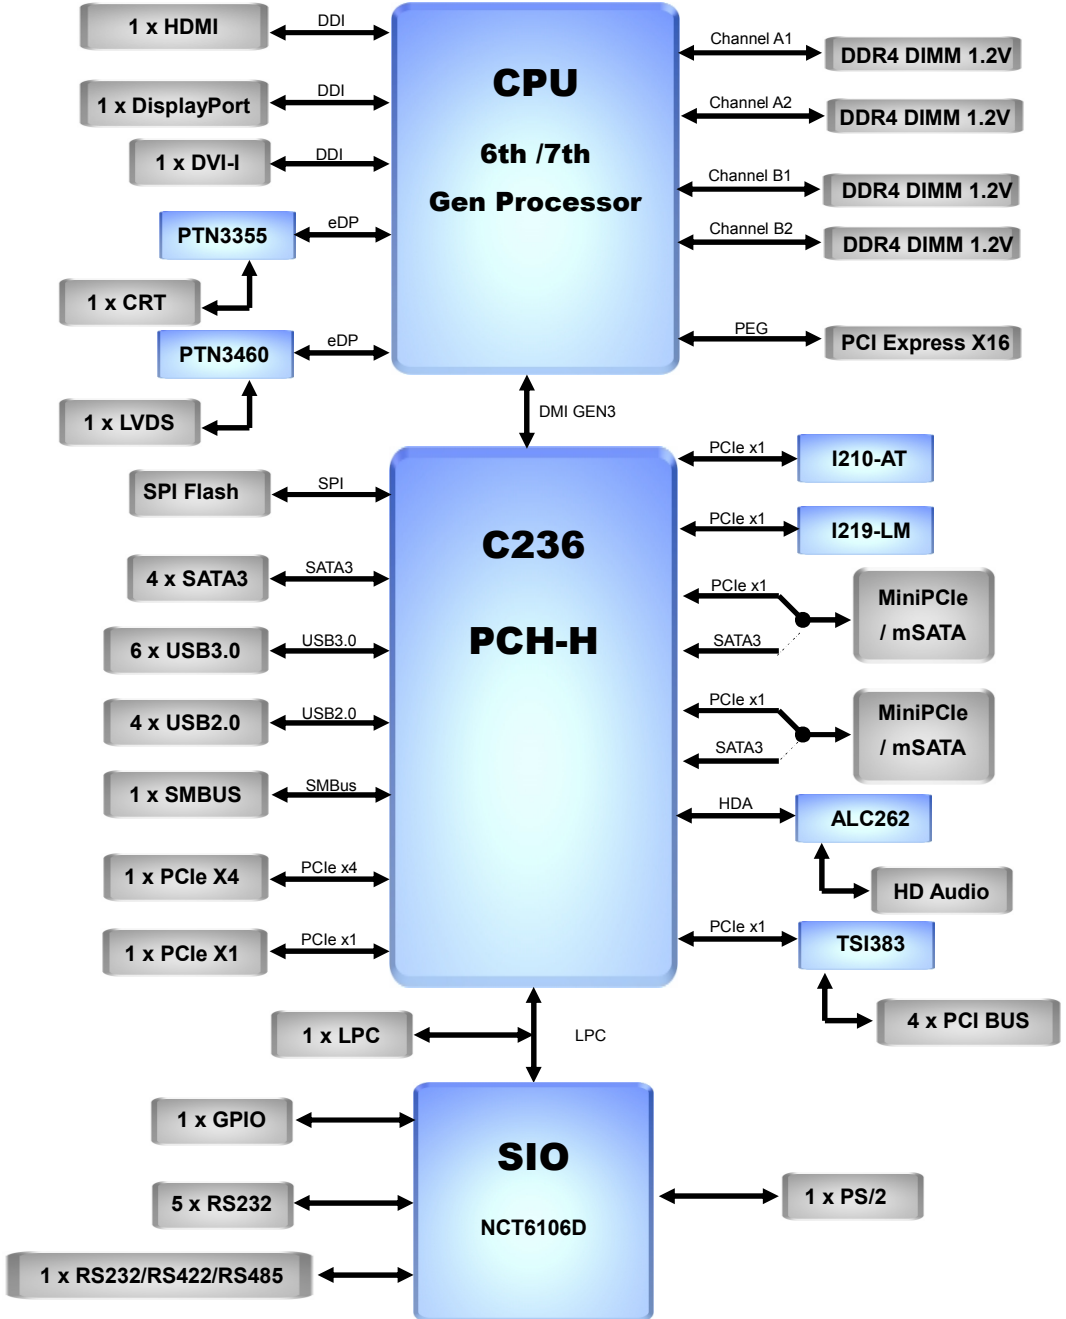 1 x HDMI
DDI
1 x DisplayPort
DDI
1 x DVI-I
DDI
PTN3355
eDP
1 x CRT
PTN3460
eDP
1 x LVDS
CPU
6th /7th
Gen Processor
Channel A1
DDR4 DIMM 1.2V
Channel A2
DDR4 DIMM 1.2V
Channel B1
DDR4 DIMM 1.2V
Channel B2
DDR4 DIMM 1.2V
PEG
PCI Express X16
DMI GEN3
SPI Flash
SPI
4 x SATA3
SATA3
6 x USB3.0
USB3.0
4 x USB2.0
USB2.0
1 x SMBUS
SMBus
1 x PCIe X4
PCIe x4
1 x PCIe X1
PCIe x1
C236
PCH-H
PCIe x1
I210-AT
PCIe x1
I219-LM
PCIe x1
SATA3
MiniPCIe
/ mSATA
PCIe x1
SATA3
MiniPCIe
/ mSATA
HDA
ALC262
HD Audio
PCIe x1
TSI383
4 x PCI BUS
1 x LPC
LPC
1 x GPIO
5 x RS232
1 x RS232/RS422/RS485
SIO
NCT6106D
1 x PS/2